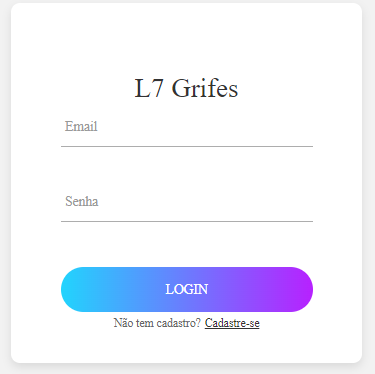 L7 Grifes
Email
Senha
LOGIN
Não tem cadastro? Cadastre-se